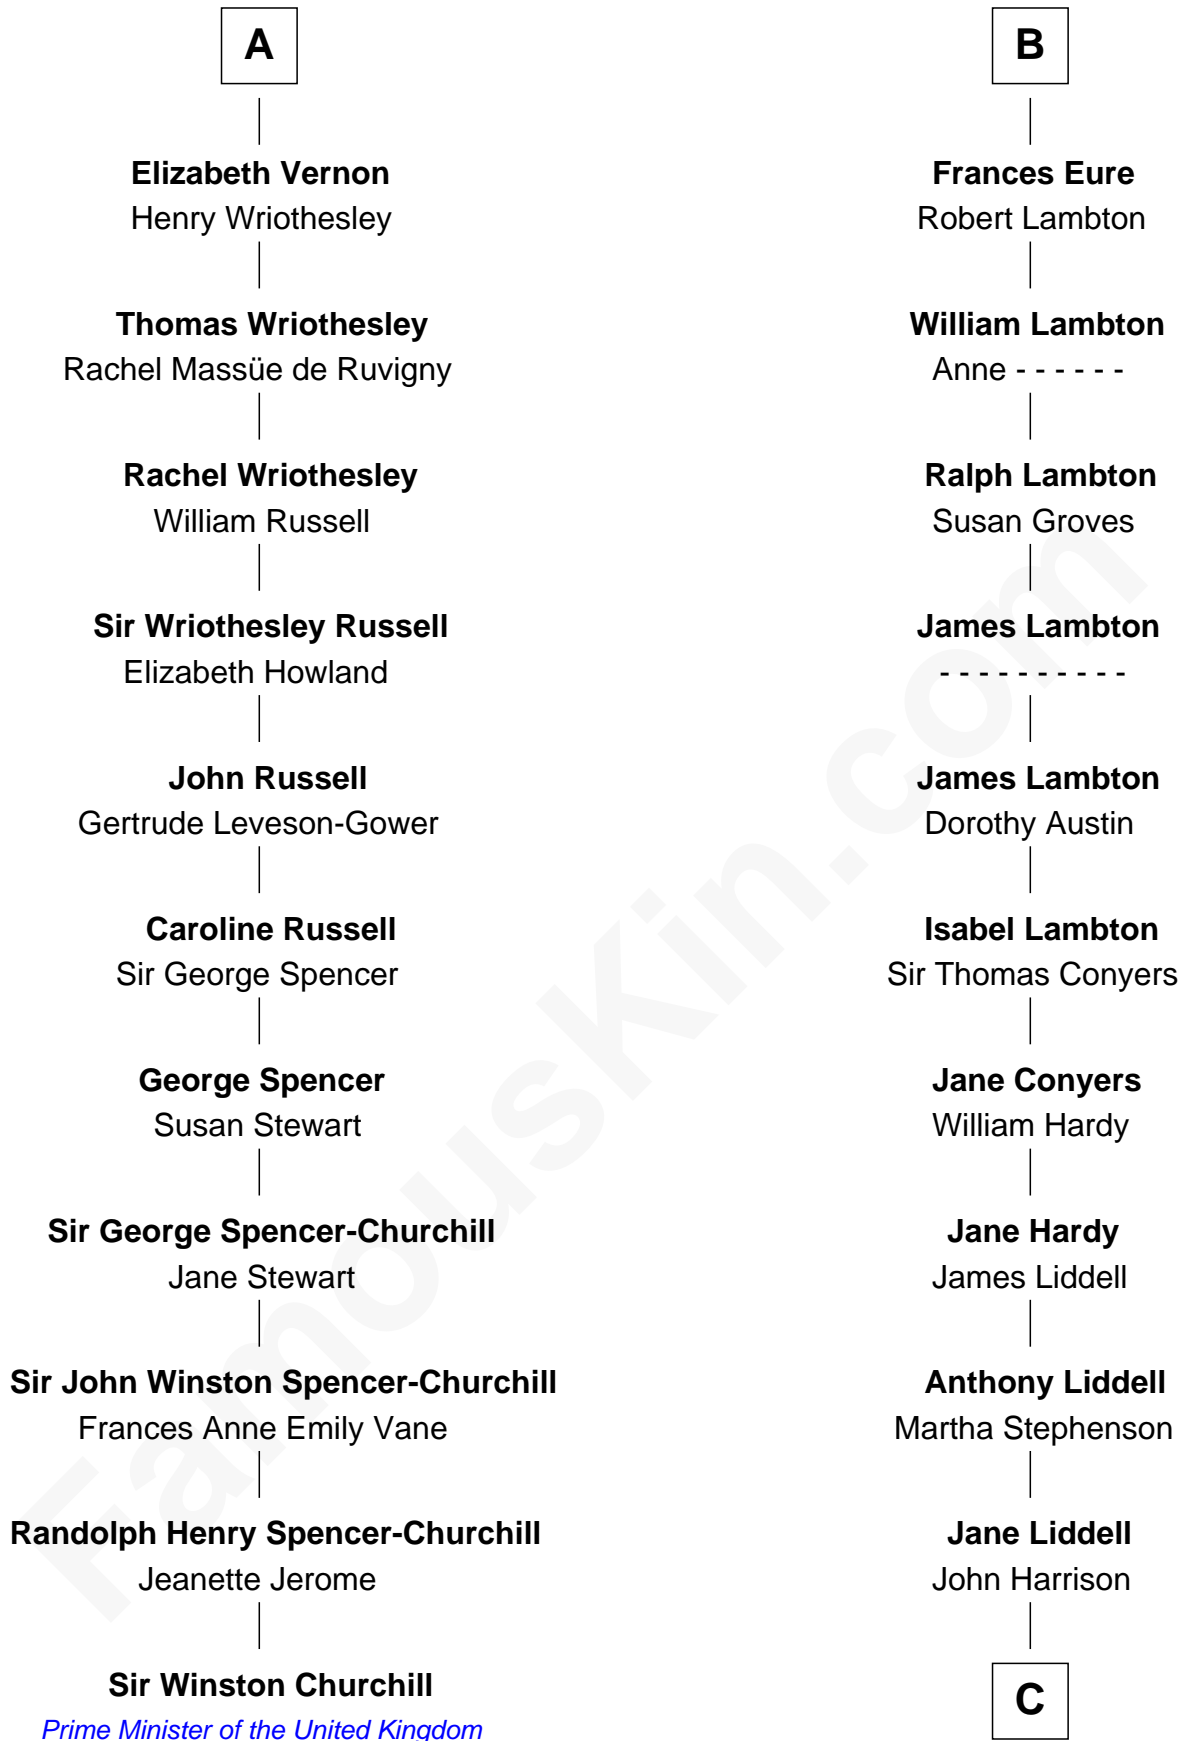 A
Elizabeth Vernon
Henry Wriothesley
Thomas Wriothesley
Rachel Massüe de Ruvigny
Rachel Wriothesley
William Russell
Sir Wriothesley Russell
Elizabeth Howland
John Russell
Gertrude Leveson-Gower
Caroline Russell
Sir George Spencer
George Spencer
Susan Stewart
Sir George Spencer-Churchill
Jane Stewart
Sir John Winston Spencer-Churchill
Frances Anne Emily Vane
Randolph Henry Spencer-Churchill
Jeanette Jerome
Sir Winston Churchill
Prime Minister of the United Kingdom
B
Frances Eure
Robert Lambton
William Lambton
Anne - - - - - -
Ralph Lambton
Susan Groves
James Lambton
- - - - - - - - - -
James Lambton
Dorothy Austin
Isabel Lambton
Sir Thomas Conyers
Jane Conyers
William Hardy
Jane Hardy
James Liddell
Anthony Liddell
Martha Stephenson
Jane Liddell
John Harrison
C
FamousKin.com